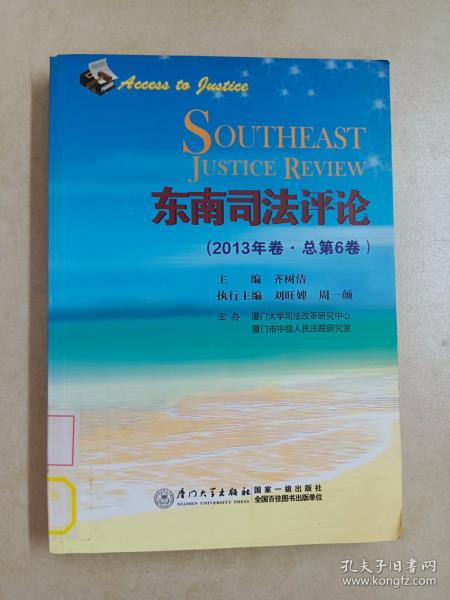 Access to Justice
SOUTHEAST
JUSTICE REVIEW
东南司法评论
(2013年卷·总第6卷)
主 编 齐树洁
执行主编 刘旺婢 周一颜
主办 厦门大学司法改革研究中心
厦门市中级人民法院研究室
厦门大学出版社 国家一级出版社
XIAMEN UNIVERSITY PRESS 全国百佳图书出版单位
孔夫子旧书网
www.kongfz.com